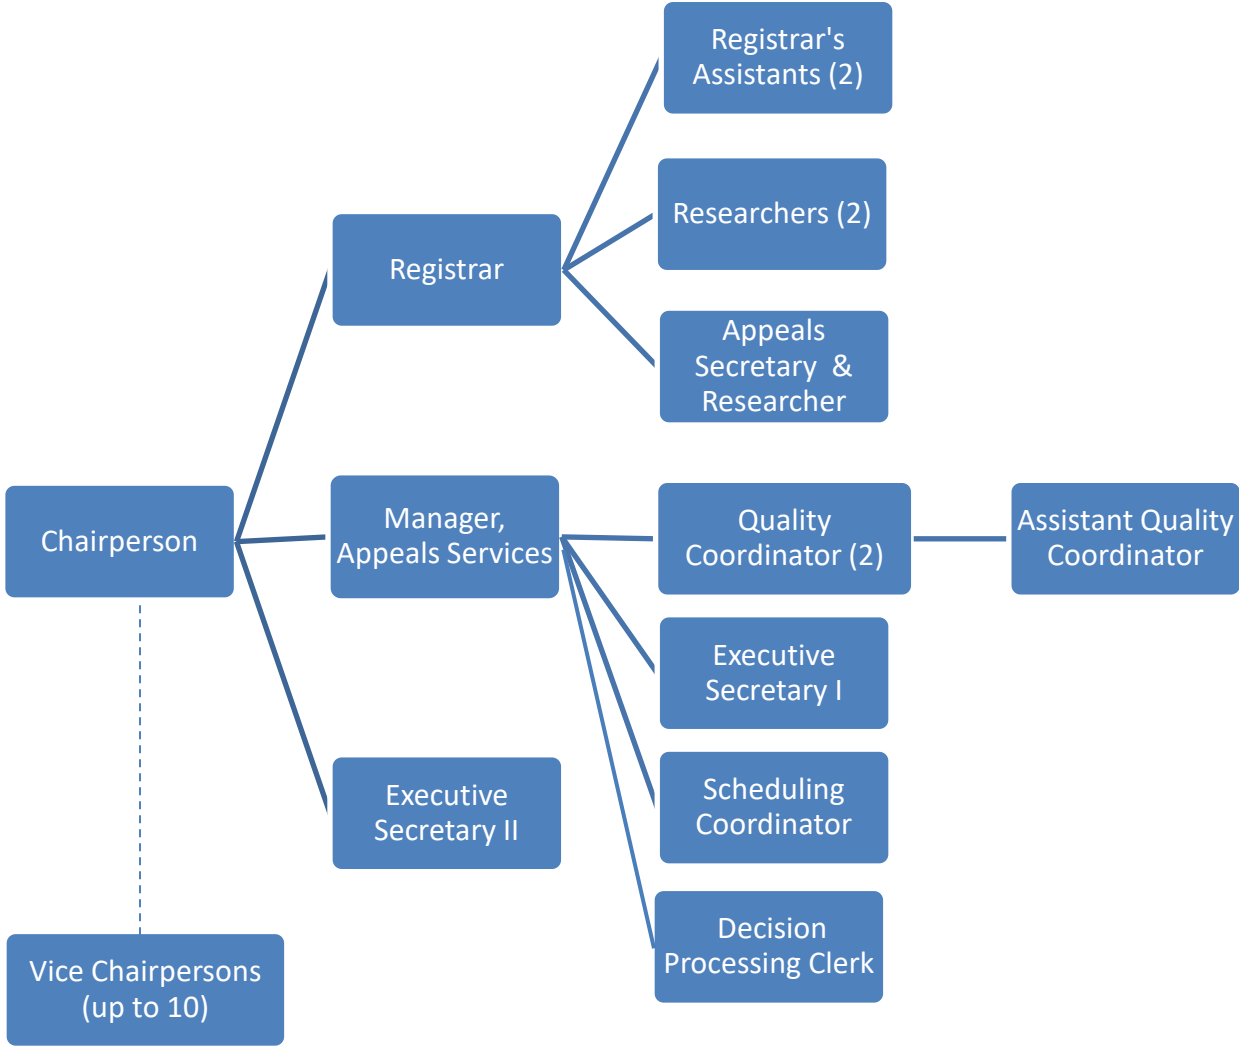 Registrar's
Assistants (2)
Researchers (2)
Registrar
Appeals
Secretary & 
Researcher
Chairperson
Manager,
Appeals Services
Quality
Coordinator (2)
Assistant Quality
Coordinator
Executive
Secretary I
Executive
Secretary II
Scheduling
Coordinator
Decision
Processing Clerk
Vice Chairpersons
(up to 10)